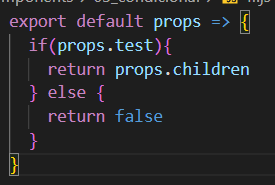 export default props => {
if(props.test){
return props.children
} else {
return false
}
}